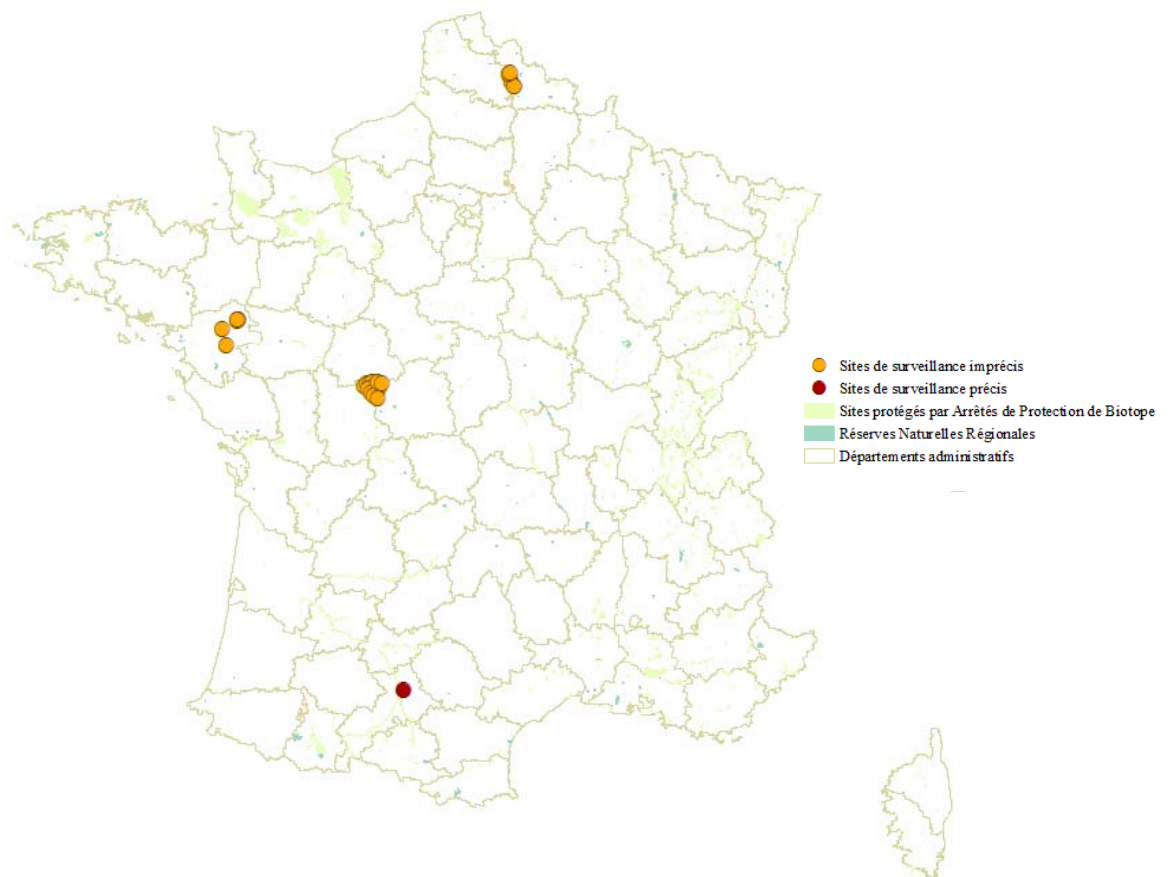 Sites de surveillance imprécis
Sites de surveillance précis
Sites protégés par Arrêtés de Protection de Biotope
Réserves Naturelles Régionales
Départements administratifs